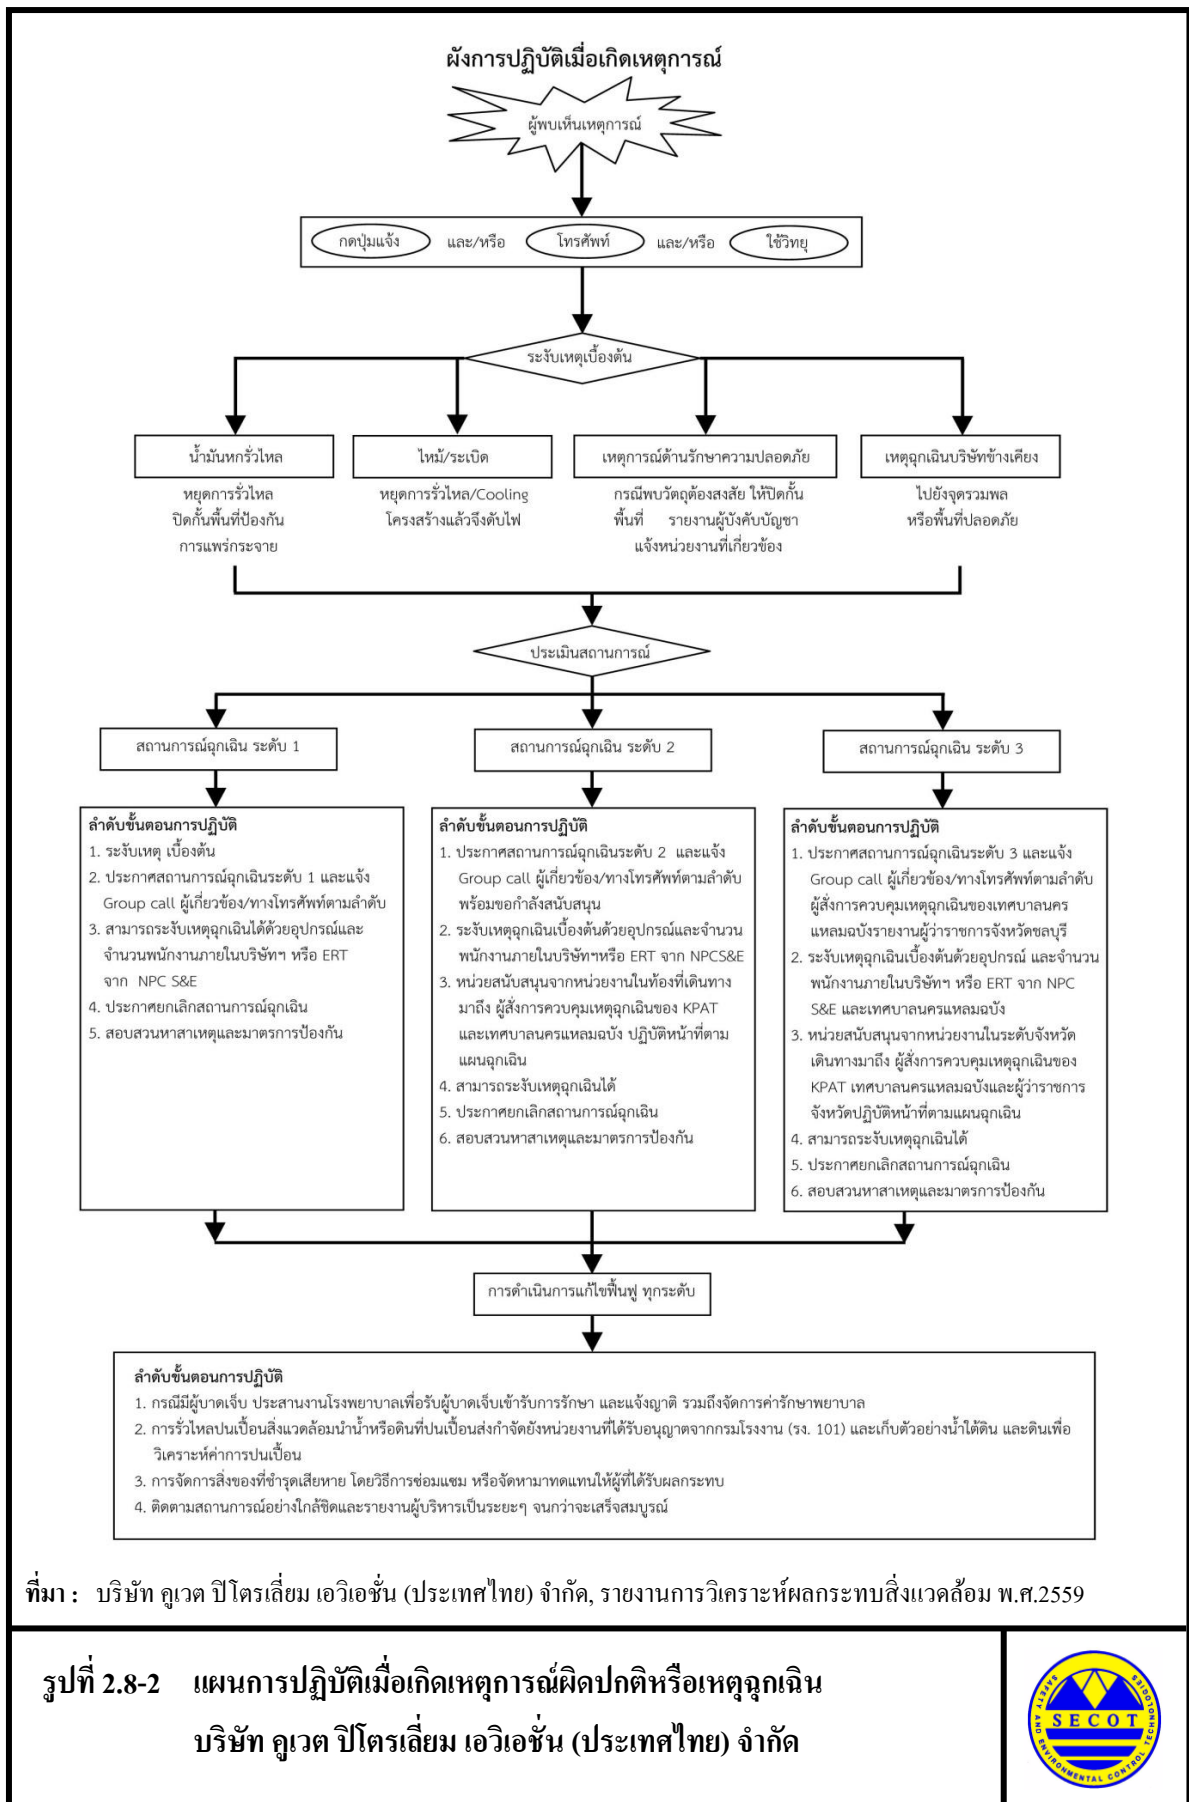 ผังการปฏิบัติเมื่อเกิดเหตุการณ์
ผู้พบเห็นเหตุการณ์
กดปุ่มแจ้ง และ/หรือ โทรศัพท์ และ/หรือ ใช้วิทยุ
ระงับเหตุเบื้องต้น
น้ำมันหกรั่วไหล
หยุดการรั่วไหล
ปิดกั้นพื้นที่ป้องกัน
การแพร่กระจาย
ไหม้/ระเบิด
หยุดการรั่วไหล/Cooling
โครงสร้างแล้วจึงดับไฟ
เหตุการณ์ด้านรักษาความปลอดภัย
กรณีพบวัตถุต้องสงสัย ให้ปิดกั้น
พื้นที่ รายงานผู้บังคับบัญชา
แจ้งหน่วยงานที่เกี่ยวข้อง
เหตุฉุกเฉินบริษัทข้างเคียง
ไปยังจุดรวมพล
หรือพื้นที่ปลอดภัย
ประเมินสถานการณ์
สถานการณ์ฉุกเฉิน ระดับ 1
ลำดับขั้นตอนการปฏิบัติ
1. ระงับเหตุ เบื้องต้น
2. ประกาศสถานการณ์ฉุกเฉินระดับ 1 และแจ้ง
Group call ผู้เกี่ยวข้อง/ทางโทรศัพท์ตามลำดับ
3. สามารถระงับเหตุฉุกเฉินได้ด้วยอุปกรณ์และ
จำนวนพนักงานภายในบริษัทฯ หรือ ERT
จาก NPC S&E
4. ประกาศยกเลิกสถานการณ์ฉุกเฉิน
5. สอบสวนหาสาเหตุและมาตรการป้องกัน
สถานการณ์ฉุกเฉิน ระดับ 2
ลำดับขั้นตอนการปฏิบัติ
1. ประกาศสถานการณ์ฉุกเฉินระดับ 2 และแจ้ง
Group call ผู้เกี่ยวข้อง/ทางโทรศัพท์ตามลำดับ
พร้อมขอกำลังสนับสนุน
2. ระงับเหตุฉุกเฉินเบื้องต้นด้วยอุปกรณ์และจำนวน
พนักงานภายในบริษัทฯหรือ ERT จาก NPCS&E
3. หน่วยสนับสนุนจากหน่วยงานในท้องที่เดินทาง
มาถึง ผู้สั่งการควบคุมเหตุฉุกเฉินของ KPAT
และเทศบาลนครแหลมฉบัง ปฏิบัติหน้าที่ตาม
แผนฉุกเฉิน
4. สามารถระงับเหตุฉุกเฉินได้
5. ประกาศยกเลิกสถานการณ์ฉุกเฉิน
6. สอบสวนหาสาเหตุและมาตรการป้องกัน
สถานการณ์ฉุกเฉิน ระดับ 3
ลำดับขั้นตอนการปฏิบัติ
1. ประกาศสถานการณ์ฉุกเฉินระดับ 3 และแจ้ง
Group call ผู้เกี่ยวข้อง/ทางโทรศัพท์ตามลำดับ
ผู้สั่งการควบคุมเหตุฉุกเฉินของเทศบาลนคร
แหลมฉบังรายงานผู้ว่าราชการจังหวัดชลบุรี
2. ระงับเหตุฉุกเฉินเบื้องต้นด้วยอุปกรณ์ และจำนวน
พนักงานภายในบริษัทฯ หรือ ERT จาก NPC
S&E และเทศบาลนครแหลมฉบัง
3. หน่วยสนับสนุนจากหน่วยงานในระดับจังหวัด
เดินทางมาถึง ผู้สั่งการควบคุมเหตุฉุกเฉินของ
KPAT เทศบาลนครแหลมฉบังและผู้ว่าราชการ
จังหวัดปฏิบัติหน้าที่ตามแผนฉุกเฉิน
4. สามารถระงับเหตุฉุกเฉินได้
5. ประกาศยกเลิกสถานการณ์ฉุกเฉิน
6. สอบสวนหาสาเหตุและมาตรการป้องกัน
การดำเนินการแก้ไขฟื้นฟู ทุกระดับ
ลำดับขั้นตอนการปฏิบัติ
1. กรณีมีผู้บาดเจ็บ ประสานงานโรงพยาบาลเพื่อรับผู้บาดเจ็บเข้ารับการรักษา และแจ้งญาติ รวมถึงจัดการค่ารักษาพยาบาล
2. การรั่วไหลปนเปื้อนสิ่งแวดล้อมนำน้ำหรือดินที่ปนเปื้อนส่งกำจัดยังหน่วยงานที่ได้รับอนุญาตจากกรมโรงงาน (รง. 101) และเก็บตัวอย่างน้ำใต้ดิน และดินเพื่อ
วิเคราะห์ค่าการปนเปื้อน
3. การจัดการสิ่งของที่ชำรุดเสียหาย โดยวิธีการซ่อมแซม หรือจัดหามาทดแทนให้ผู้ที่ได้รับผลกระทบ
4. ติดตามสถานการณ์อย่างใกล้ชิดและรายงานผู้บริหารเป็นระยะๆ จนกว่าจะเสร็จสมบูรณ์
ที่มา : บริษัท คูเวต ปิโตรเลี่ยม เอวิเอชั่น (ประเทศไทย) จำกัด, รายงานการวิเคราะห์ผลกระทบสิ่งแวดล้อม พ.ศ.2559
รูปที่ 2.8-2 แผนการปฏิบัติเมื่อเกิดเหตุการณ์ผิดปกติหรือเหตุฉุกเฉิน
บริษัท คูเวต ปิโตรเลี่ยม เอวิเอชั่น (ประเทศไทย) จำกัด
SECOT
SAFETY AND ENVIRONMENTAL CONTROL TECHNOLOGIES